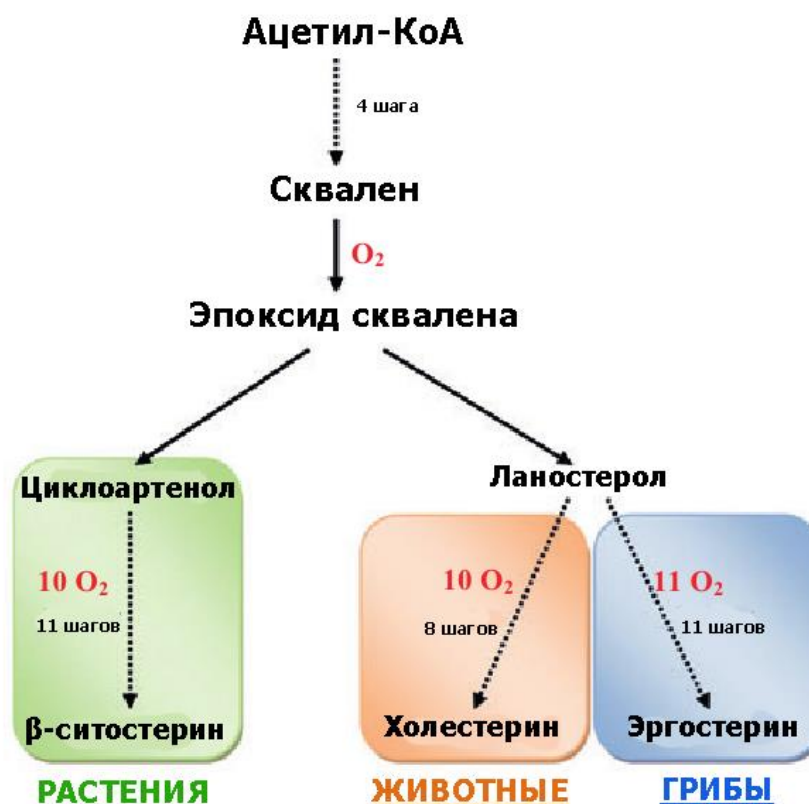 Ацетил-КоА
4 шага
Сквален
O₂
Эпоксид сквалена
Циклоартенол
Ланостерол
10 O₂
10 O₂
11 O₂
11 шагов
8 шагов
11 шагов
β-ситостерин
Холестерин
Эргостерин
РАСТЕНИЯ
ЖИВОТНЫЕ
ГРИБЫ